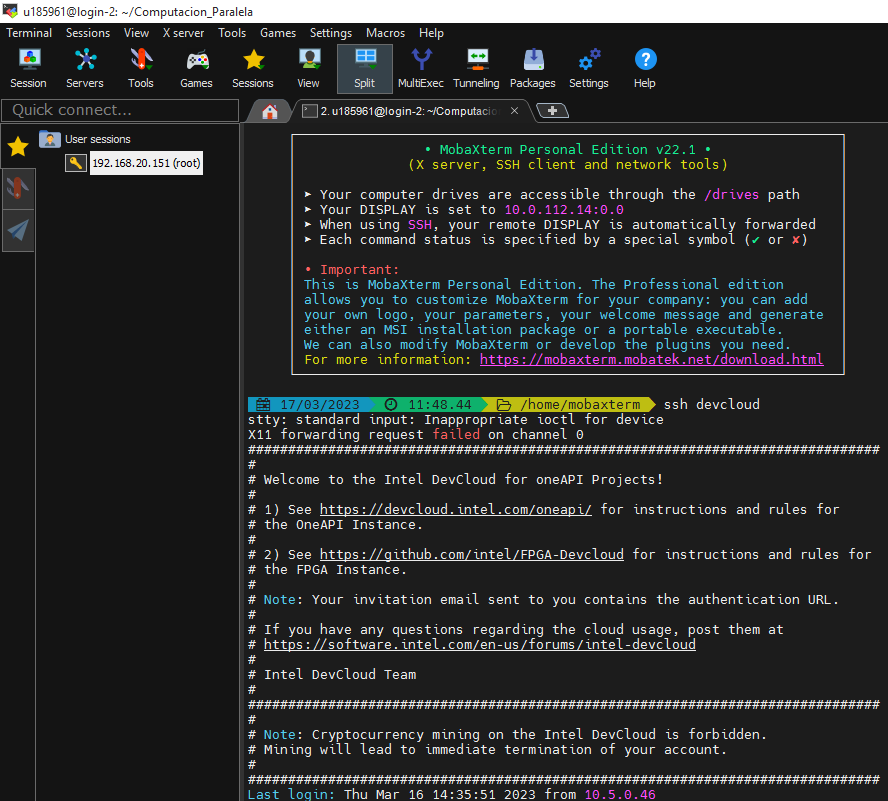 u185961@login-2: ~/Computacion_Paralela
Terminal Sessions View X server Tools Games Settings Macros Help
Session Servers Tools Games Sessions View Split MultiExec Tunneling Packages Settings Help
Quick connect...
2. u185961@login-2: ~/Computacio
User sessions
192.168.20.151 (root)
• MobaXterm Personal Edition v22.1 •
(X server, SSH client and network tools)
➤ Your computer drives are accessible through the /drives path
➤ Your DISPLAY is set to 10.0.112.14:0.0
➤ When using SSH, your remote DISPLAY is automatically forwarded
➤ Each command status is specified by a special symbol (✔ or ✘)
• Important:
This is MobaXterm Personal Edition. The Professional edition
allows you to customize MobaXterm for your company: you can add
your own logo, your parameters, your welcome message and generate
either an MSI installation package or a portable executable.
We can also modify MobaXterm or develop the plugins you need.
For more information: https://mobaxterm.mobatek.net/download.html
17/03/2023 11:48.44 /home/mobaxterm ssh devcloud
stty: standard input: Inappropriate ioctl for device
X11 forwarding request failed on channel 0
###############################################################################
#
# Welcome to the Intel DevCloud for oneAPI Projects!
#
# 1) See https://devcloud.intel.com/oneapi/ for instructions and rules for
# the OneAPI Instance.
#
# 2) See https://github.com/intel/FPGA-Devcloud for instructions and rules for
# the FPGA Instance.
#
# Note: Your invitation email sent to you contains the authentication URL.
#
# If you have any questions regarding the cloud usage, post them at
# https://software.intel.com/en-us/forums/intel-devcloud
#
# Intel DevCloud Team
#
###############################################################################
#
# Note: Cryptocurrency mining on the Intel DevCloud is forbidden.
# Mining will lead to immediate termination of your account.
#
###############################################################################
Last login: Thu Mar 16 14:35:51 2023 from 10.5.0.46